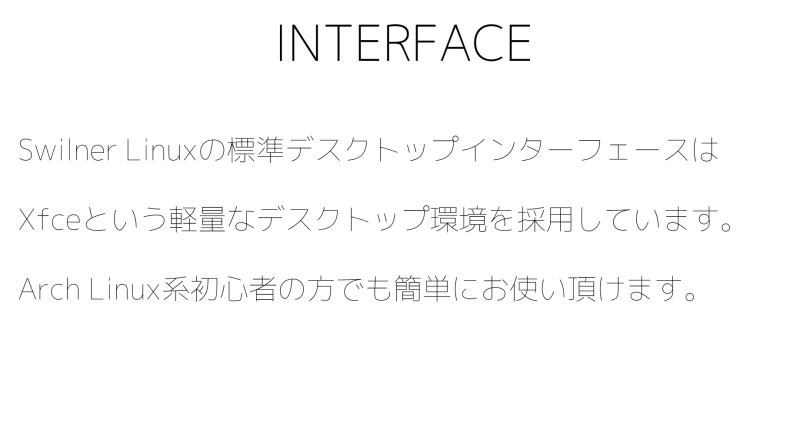 INTERFACE
Swilner Linuxの標準デスクトップインターフェースは
Xfceという軽量なデスクトップ環境を採用しています。
Arch Linux系初心者の方でも簡単にお使い頂けます。